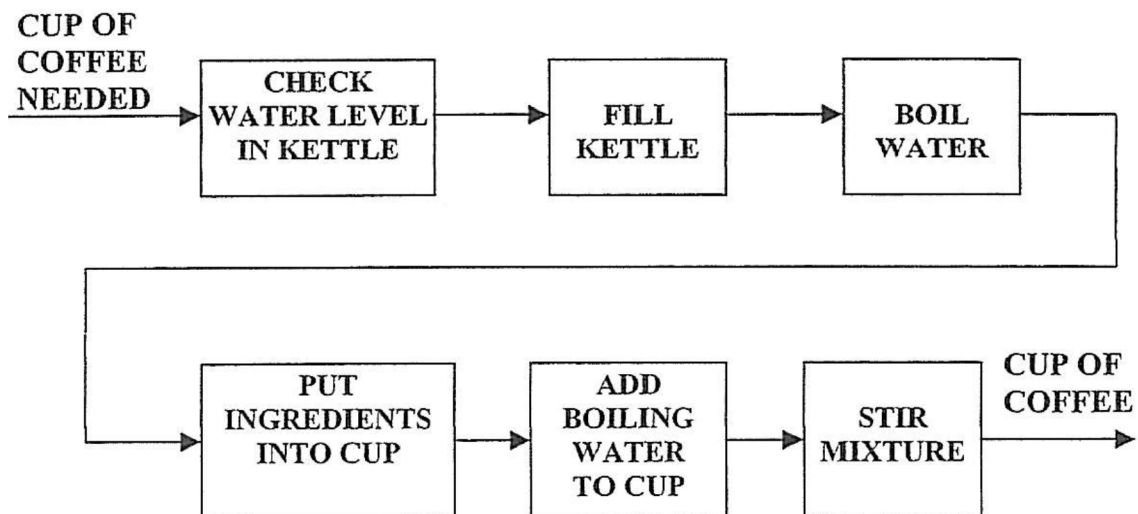 CUP OF
COFFEE
NEEDED
CHECK
WATER LEVEL
IN KETTLE
FILL
KETTLE
BOIL
WATER
PUT
INGREDIENTS
INTO CUP
ADD
BOILING
WATER
TO CUP
STIR
MIXTURE
CUP OF
COFFEE